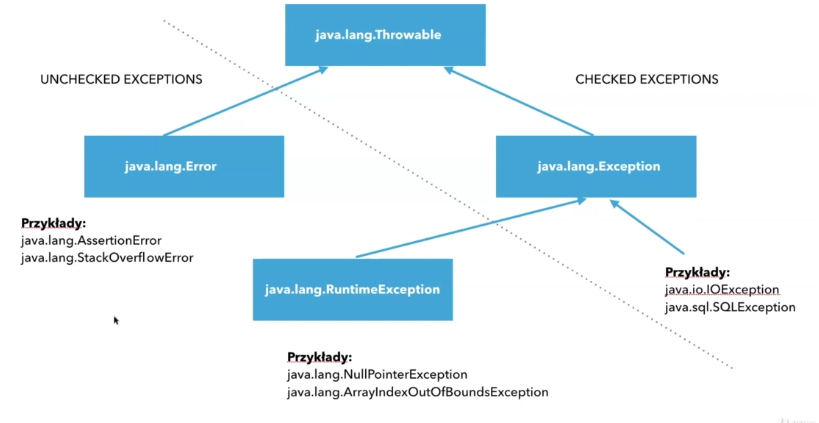 java.lang.Throwable
UNCHECKED EXCEPTIONS
CHECKED EXCEPTIONS
java.lang.Error
java.lang.Exception
Przykłady:
java.lang.AssertionError
java.lang.StackOverflowError
java.lang.RuntimeException
Przykłady:
java.io.IOException
java.sql.SQLException
Przykłady:
java.lang.NullPointerException
java.lang.ArrayIndexOutOfBoundsException